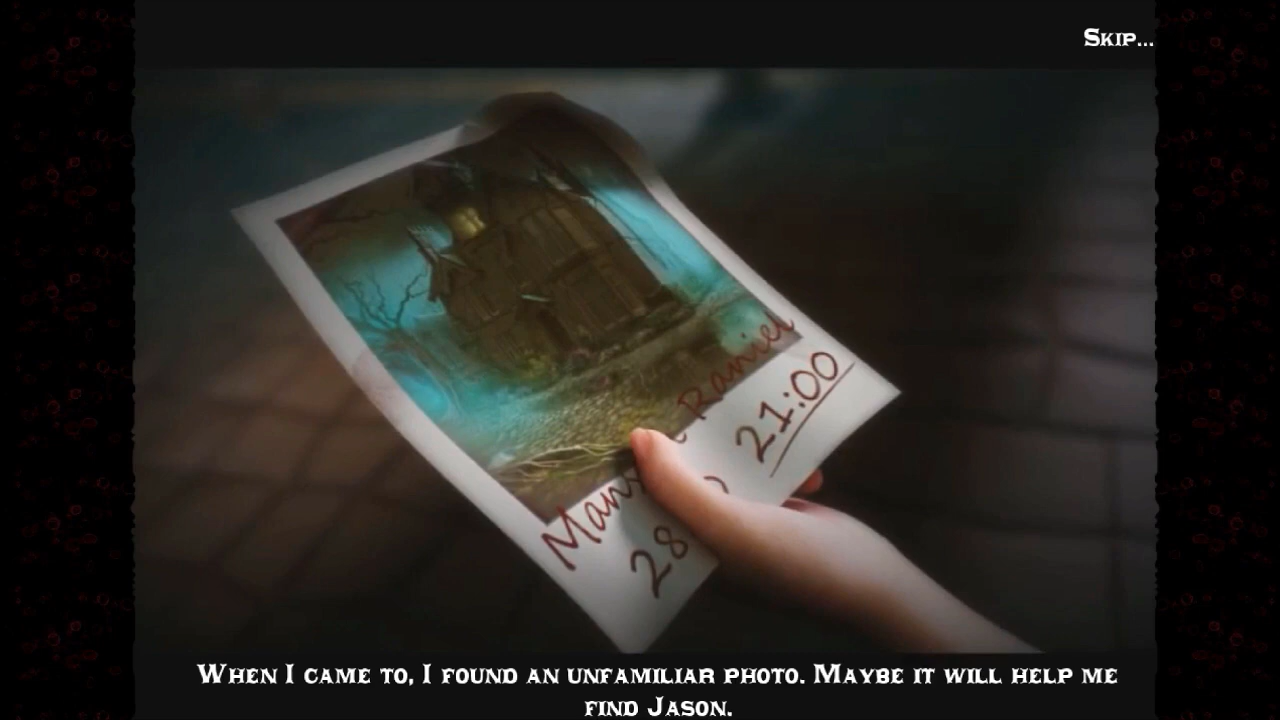 Skip...
Raniel
21:00
28
When I came to, I found an unfamiliar photo. Maybe it will help me
find Jason.